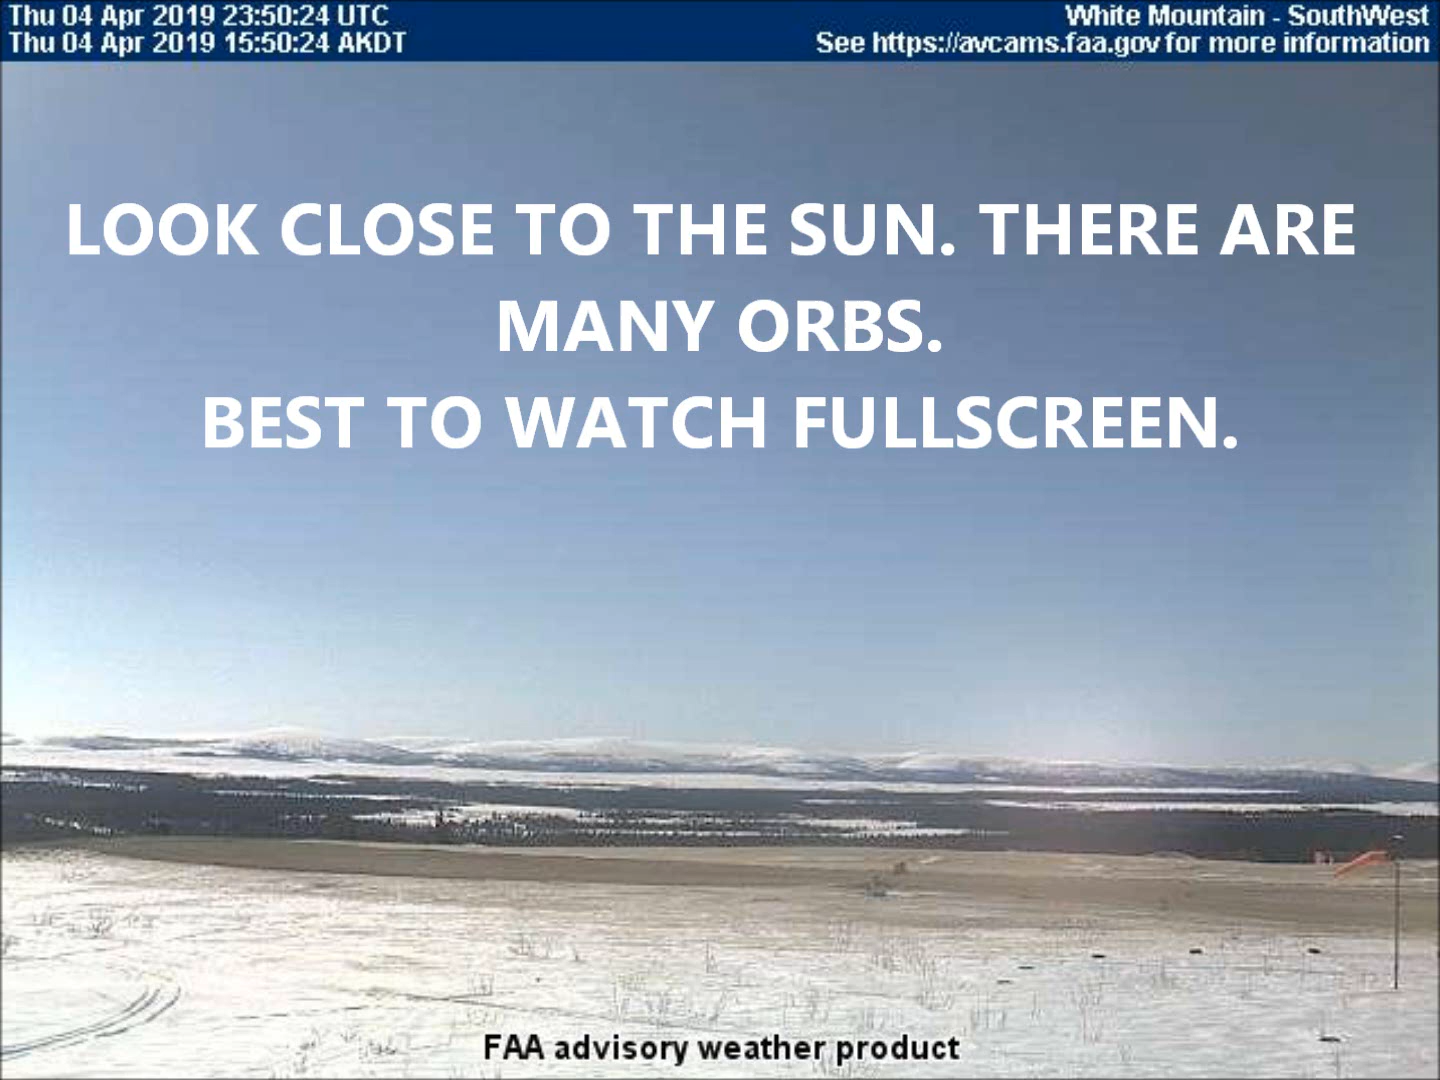 Thu 04 Apr 2019 23:50:24 UTC
White Mountain - SouthWest
Thu 04 Apr 2019 15:50:24 AKDT
See https://avcams.faa.gov for more information
LOOK CLOSE TO THE SUN. THERE ARE
MANY ORBS.
BEST TO WATCH FULLSCREEN.
FAA advisory weather product